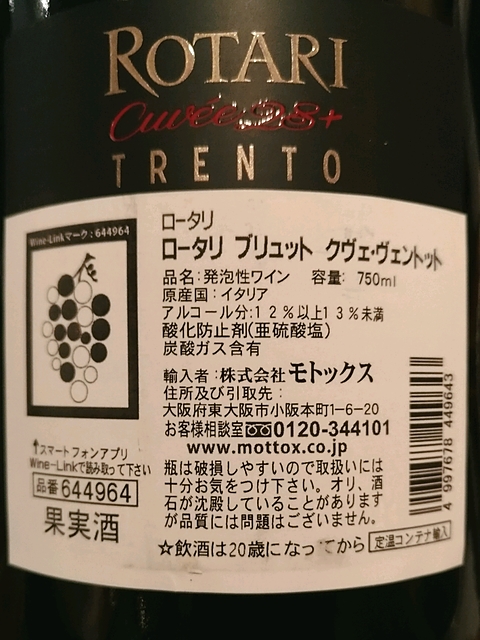 ROTARI
Cuvée 28+
TRENTO
Wine-Linkマーク:644964
ロータリ
ロータリ ブリュット クヴェ・ヴェントット
品名:発泡性ワイン 容量: 750ml
原産国:イタリア
アルコール分:12%以上13%未満
酸化防止剤(亜硫酸塩)
炭酸ガス含有
輸入者:株式会社モトックス
住所及び引取先:
大阪府東大阪市小阪本町1-6-20
お客様相談室 0120-344101
www.mottox.co.jp
瓶は破損しやすいので取扱いには
十分お気をつけ下さい。オリ、酒
石が沈殿していることがあります
が品質には問題はございません。
☆飲酒は20歳になってから 定温コンテナ輸入
↑スマートフォンアプリ
Wine-Linkで読み取って下さい
品番 644964
果実酒
4 997678 449643